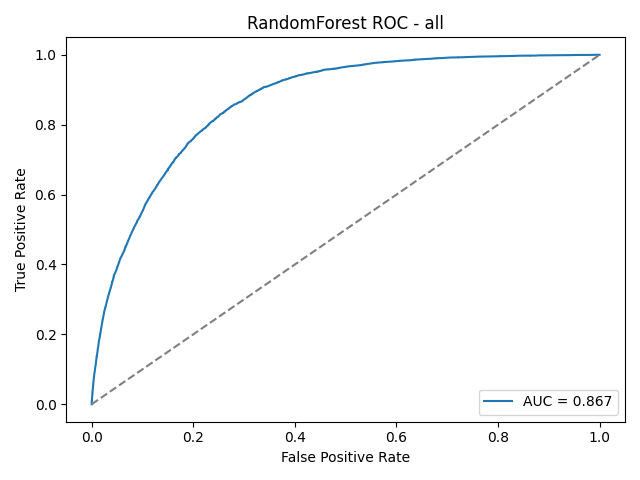 RandomForest ROC - all
True Positive Rate
1.0
0.8
0.6
0.4
0.2
0.0
AUC = 0.867
0.0 0.2 0.4 0.6 0.8 1.0
False Positive Rate